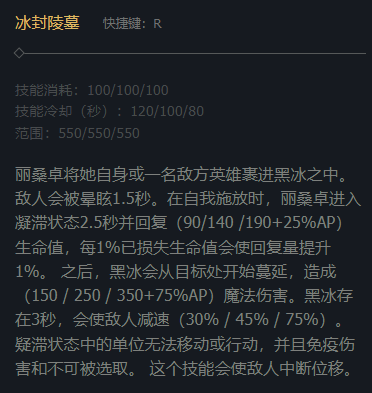 冰封陵墓 快捷键：R
技能消耗：100/100/100
技能冷却（秒）：120/100/80
范围：550/550/550
丽桑卓将她自身或一名敌方英雄裹进黑冰之中。
敌人会被晕眩1.5秒。在自我施放时，丽桑卓进入
凝滞状态2.5秒并回复（90/140 /190+25%AP）
生命值，每1%已损失生命值会使回复量提升
1%。 之后，黑冰会从目标处开始蔓延，造成
（150 / 250 / 350+75%AP）魔法伤害。黑冰存
在3秒，会使敌人减速（30% / 45% / 75%）。
疑滞状态中的单位无法移动或行动，并且免疫伤
害和不可被选取。 这个技能会使敌人中断位移。